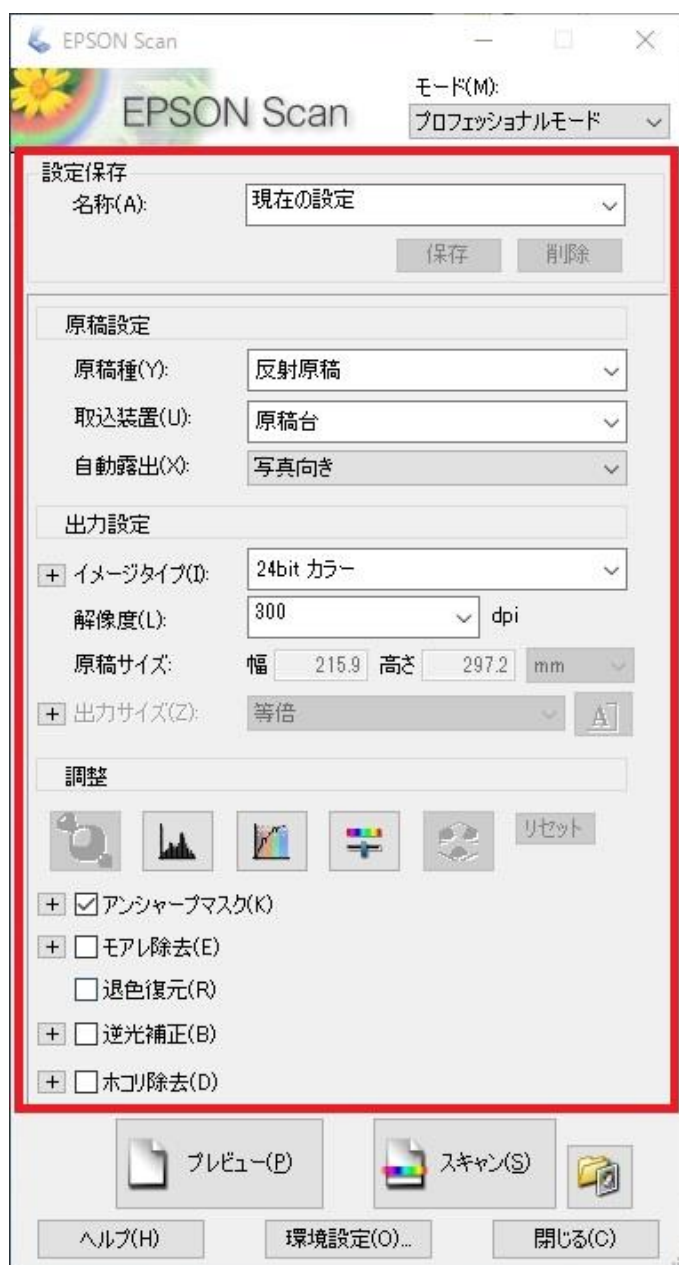 EPSON Scan
EPSON Scan
モード(M):
プロフェッショナルモード
設定保存
名称(A): 現在の設定
保存 削除
原稿設定
原稿種(Y): 反射原稿
取込装置(U): 原稿台
自動露出(X): 写真向き
出力設定
+ イメージタイプ(I): 24bit カラー
解像度(L): 300 dpi
原稿サイズ: 幅 215.9 高さ 297.2 mm
+ 出力サイズ(Z): 等倍 A
調整
リセット
+ アンシャープマスク(K)
+ モアレ除去(E)
退色復元(R)
+ 逆光補正(B)
+ ホコリ除去(D)
プレビュー(P) スキャン(S)
ヘルプ(H) 環境設定(O)... 閉じる(C)